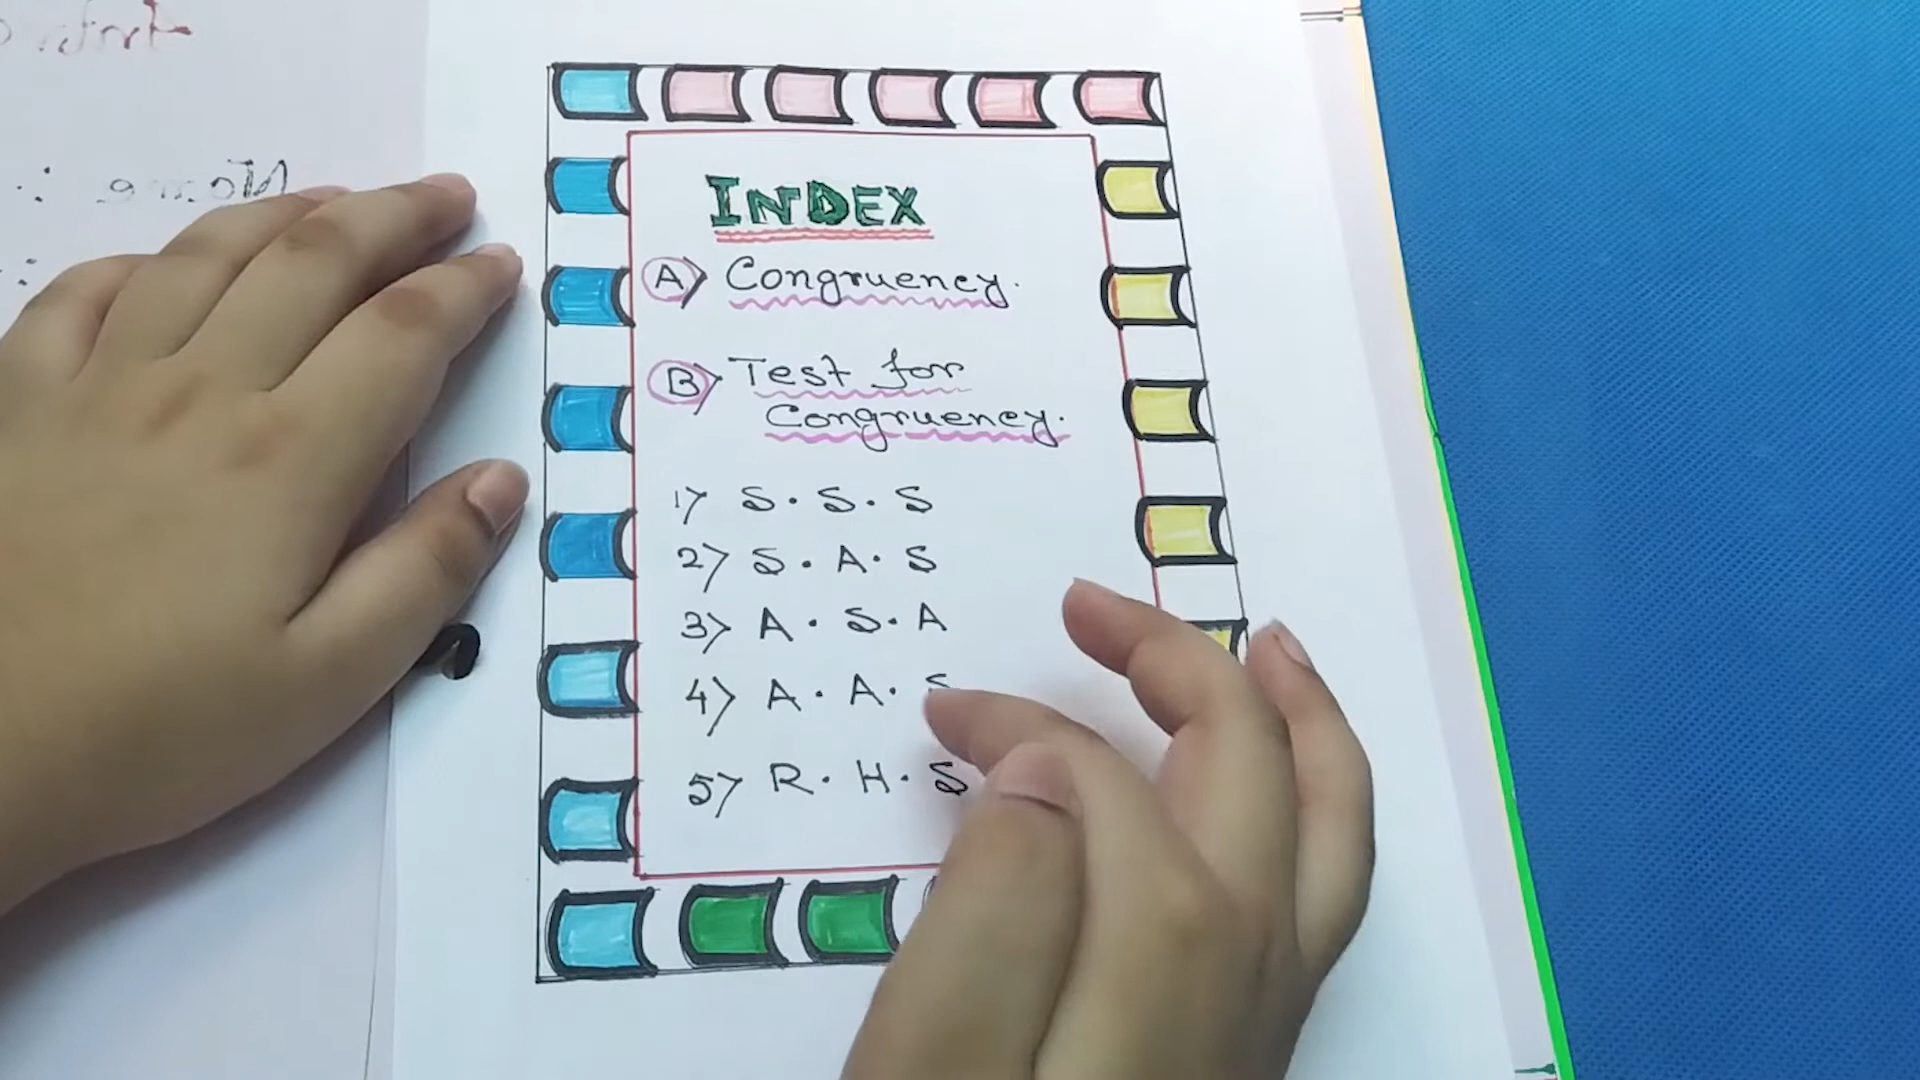 INDEX
A> Congruency.
B> Test for
Congruency.
1> S.S.S
2> S.A.S
3> A.S.A
4> A.A.S
5> R.H.S